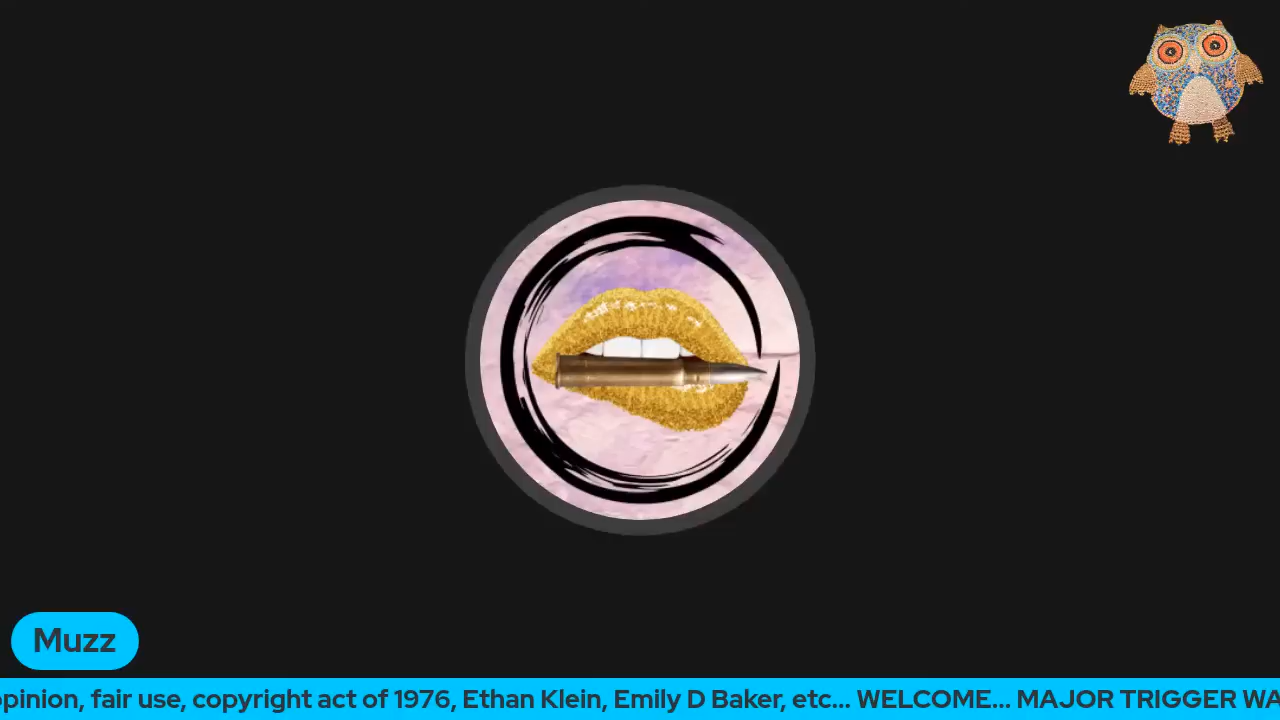 Muzz
opinion, fair use, copyright act of 1976, Ethan Klein, Emily D Baker, etc... WELCOME... MAJOR TRIGGER WA